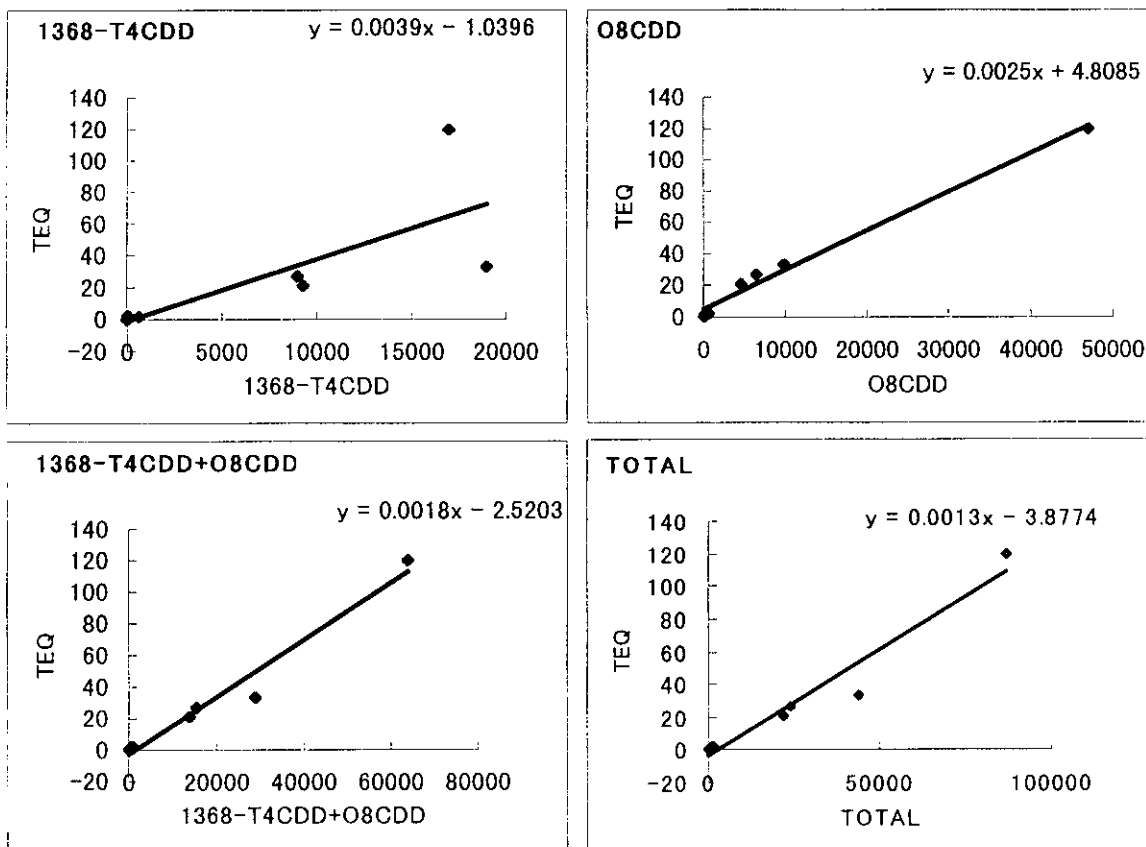 1368-T4CDD
y = 0.0039x - 1.0396
TEQ
140
120
100
80
60
40
20
0
-20
0 5000 10000 15000 20000
1368-T4CDD
O8CDD
y = 0.0025x + 4.8085
TEQ
140
120
100
80
60
40
20
0
0 10000 20000 30000 40000 50000
O8CDD
1368-T4CDD+O8CDD
y = 0.0018x - 2.5203
TEQ
140
120
100
80
60
40
20
0
-20
0 20000 40000 60000 80000
1368-T4CDD+O8CDD
TOTAL
y = 0.0013x - 3.8774
TEQ
140
120
100
80
60
40
20
0
-20
0 50000 100000
TOTAL